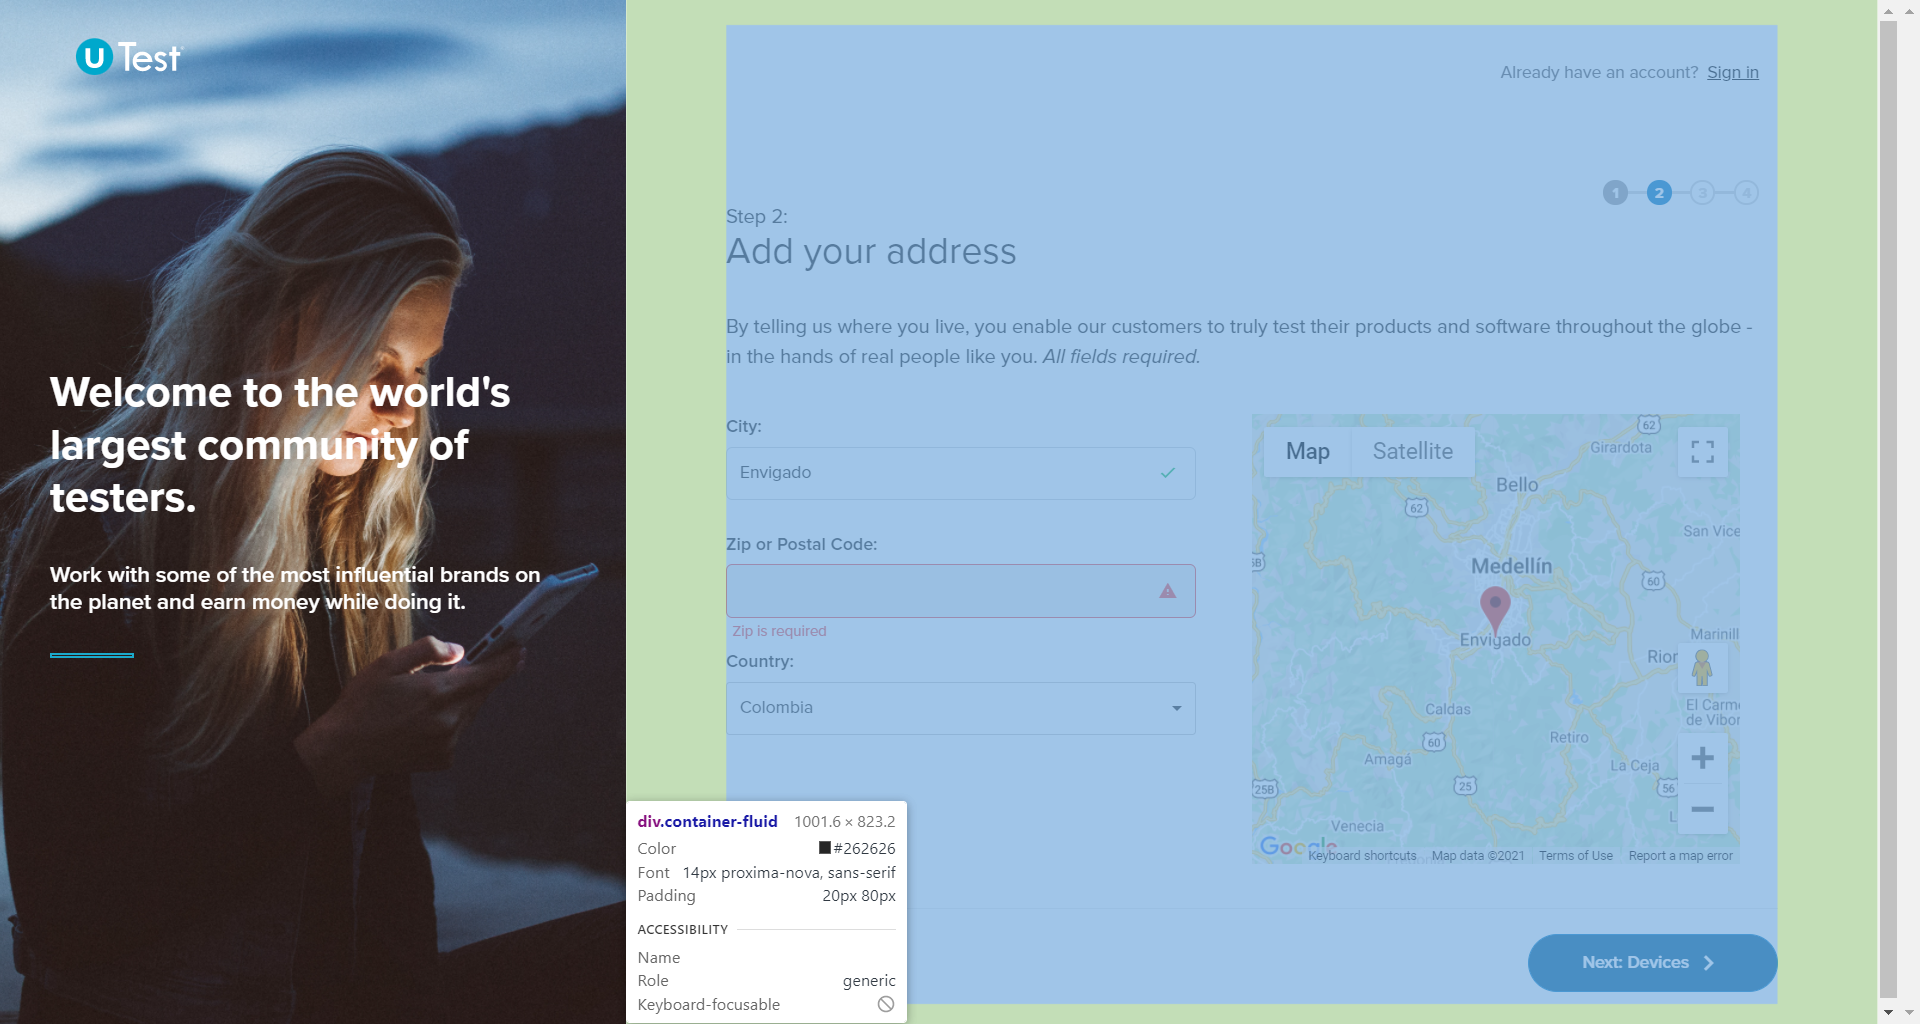 U Test
Welcome to the world's
largest community of
testers.
Work with some of the most influential brands on
the planet and earn money while doing it.
Already have an account? Sign in
1 2 3 4
Step 2:
Add your address
By telling us where you live, you enable our customers to truly test their products and software throughout the globe -
in the hands of real people like you. All fields required.
City:
Envigado
Zip or Postal Code:
Zip is required
Country:
Colombia
Map Satellite
62
Girardota
Bello
62
San Vice
Medellín
60
Envigado
Marinill
Rior
El Carme
de Vibor
Caldas
60
Retiro
Amagá
La Ceja
25B
25
56
Venecia
Google
Keyboard shortcuts Map data ©2021 Terms of Use Report a map error
div.container-fluid 1001.6 × 823.2
Color #262626
Font 14px proxima-nova, sans-serif
Padding 20px 80px
ACCESSIBILITY
Name
Role generic
Keyboard-focusable
Next: Devices